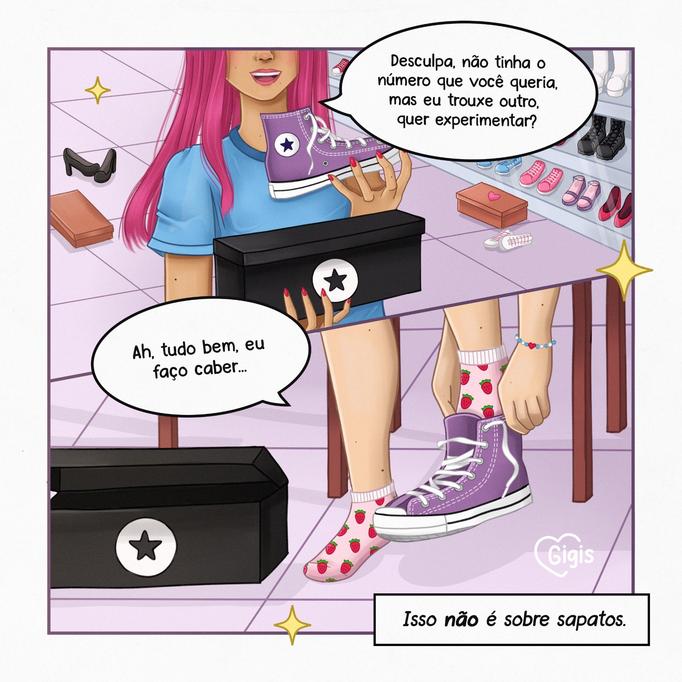 Desculpa, não tinha o
número que você queria,
mas eu trouxe outro,
quer experimentar?
Ah, tudo bem, eu
faço caber...
Gigis
Isso não é sobre sapatos.